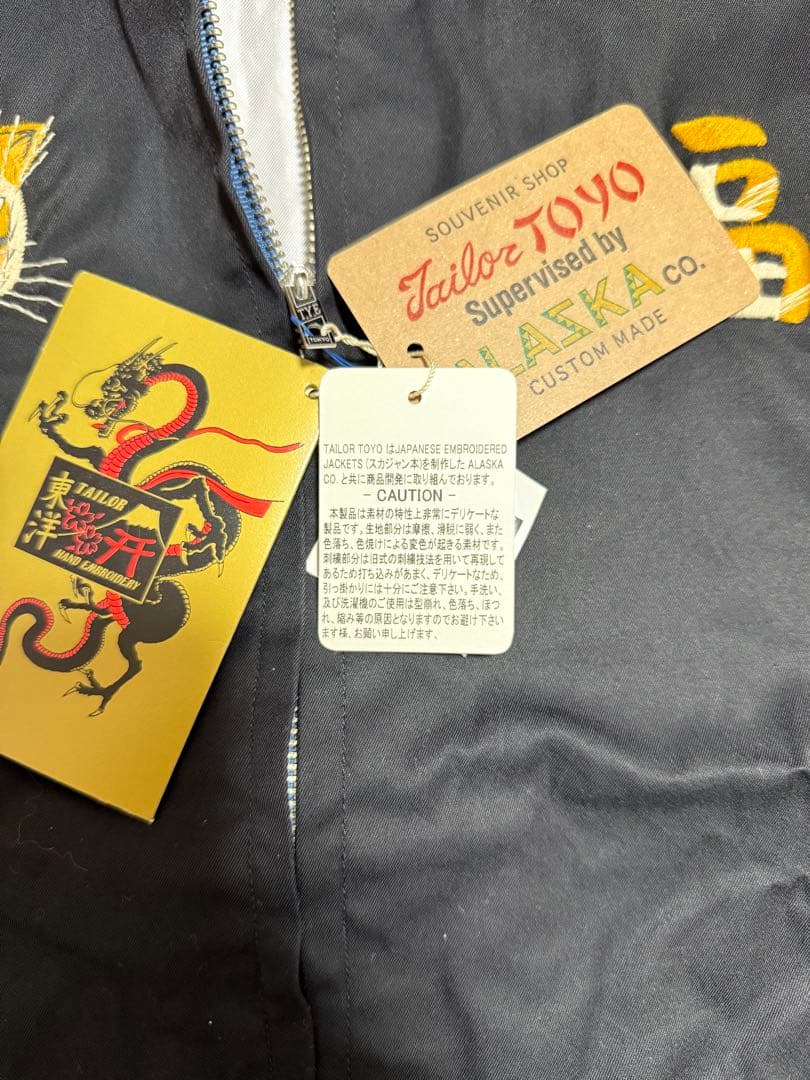 SOUVENIR SHOP
Tailor TOYO
Supervised by
ALASKA CO.
CUSTOM MADE
T.Y.E
TOKYO
TAILOR
東洋
HAND EMBROIDERY
TAILOR TOYO はJAPANESE EMBROIDERED
JACKETS (スカジャン本)を制作した ALASKA
CO. と共に商品開発に取り組んでおります。
- CAUTION -
本製品は素材の特性上非常にデリケートな
製品です。生地部分は摩擦、滑脱に弱く、また
色落ち、色焼けによる変色が起きる素材です。
刺繍部分は旧式の刺繍技法を用いて再現して
あるため打ち込みがあまく、デリケートなため、
引っ掛かりには十分にご注意下さい。手洗い、
及び洗濯機のご使用は型崩れ、色落ち、ほつ
れ、縮み等の原因となりますのでお避け下さい
ます様、お願い申し上げます。